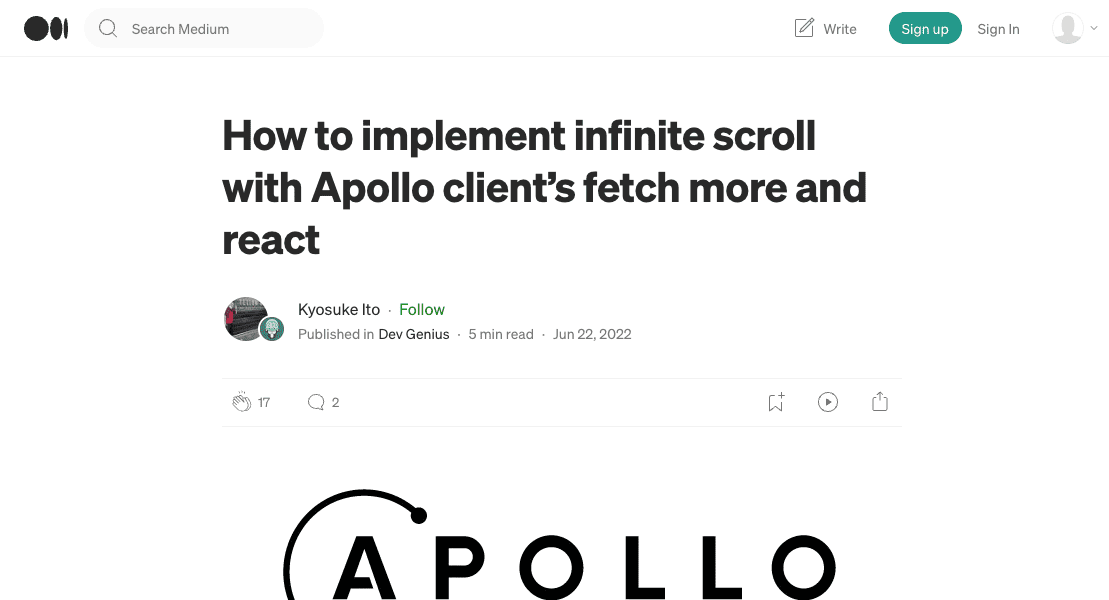 Search Medium
Write
Sign up
Sign In
How to implement infinite scroll
with Apollo client’s fetch more and
react
Kyosuke Ito · Follow
Published in Dev Genius · 5 min read · Jun 22, 2022
17
2
APOLLO